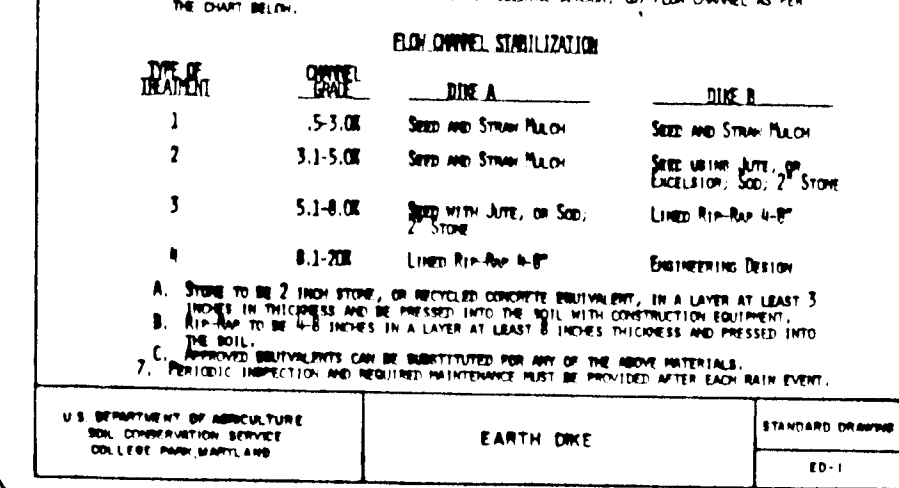 THE CHART BELOW.
FLOW CHANNEL STABILIZATION
TYPE OF TREATMENT CHANNEL GRADE DIKE A DIKE B
1 .5-3.0% SEED AND STRAW MULCH SEED AND STRAW MULCH
2 3.1-5.0% SEED AND STRAW MULCH SEED USING JUTE, OR
EXCELSIOR; SOD; 2" STONE
3 5.1-8.0% SEED WITH JUTE, OR SOD; LINED RIP-RAP 4-8"
2" STONE
4 8.1-20% LINED RIP-RAP 4-8" ENGINEERING DESIGN
A. STONE TO BE 2 INCH STONE, OR RECYCLED CONCRETE EQUIVALENT, IN A LAYER AT LEAST 3
INCHES IN THICKNESS AND BE PRESSED INTO THE SOIL WITH CONSTRUCTION EQUIPMENT.
B. RIP-RAP TO BE 4-8 INCHES IN A LAYER AT LEAST 8 INCHES THICKNESS AND PRESSED INTO
THE SOIL.
C. APPROVED EQUIVALENTS CAN BE SUBSTITUTED FOR ANY OF THE ABOVE MATERIALS.
7. PERIODIC INSPECTION AND REQUIRED MAINTENANCE MUST BE PROVIDED AFTER EACH RAIN EVENT.
U.S. DEPARTMENT OF AGRICULTURE
SOIL CONSERVATION SERVICE
COLLEGE PARK, MARYLAND
EARTH DIKE
STANDARD DRAWING
ED-1